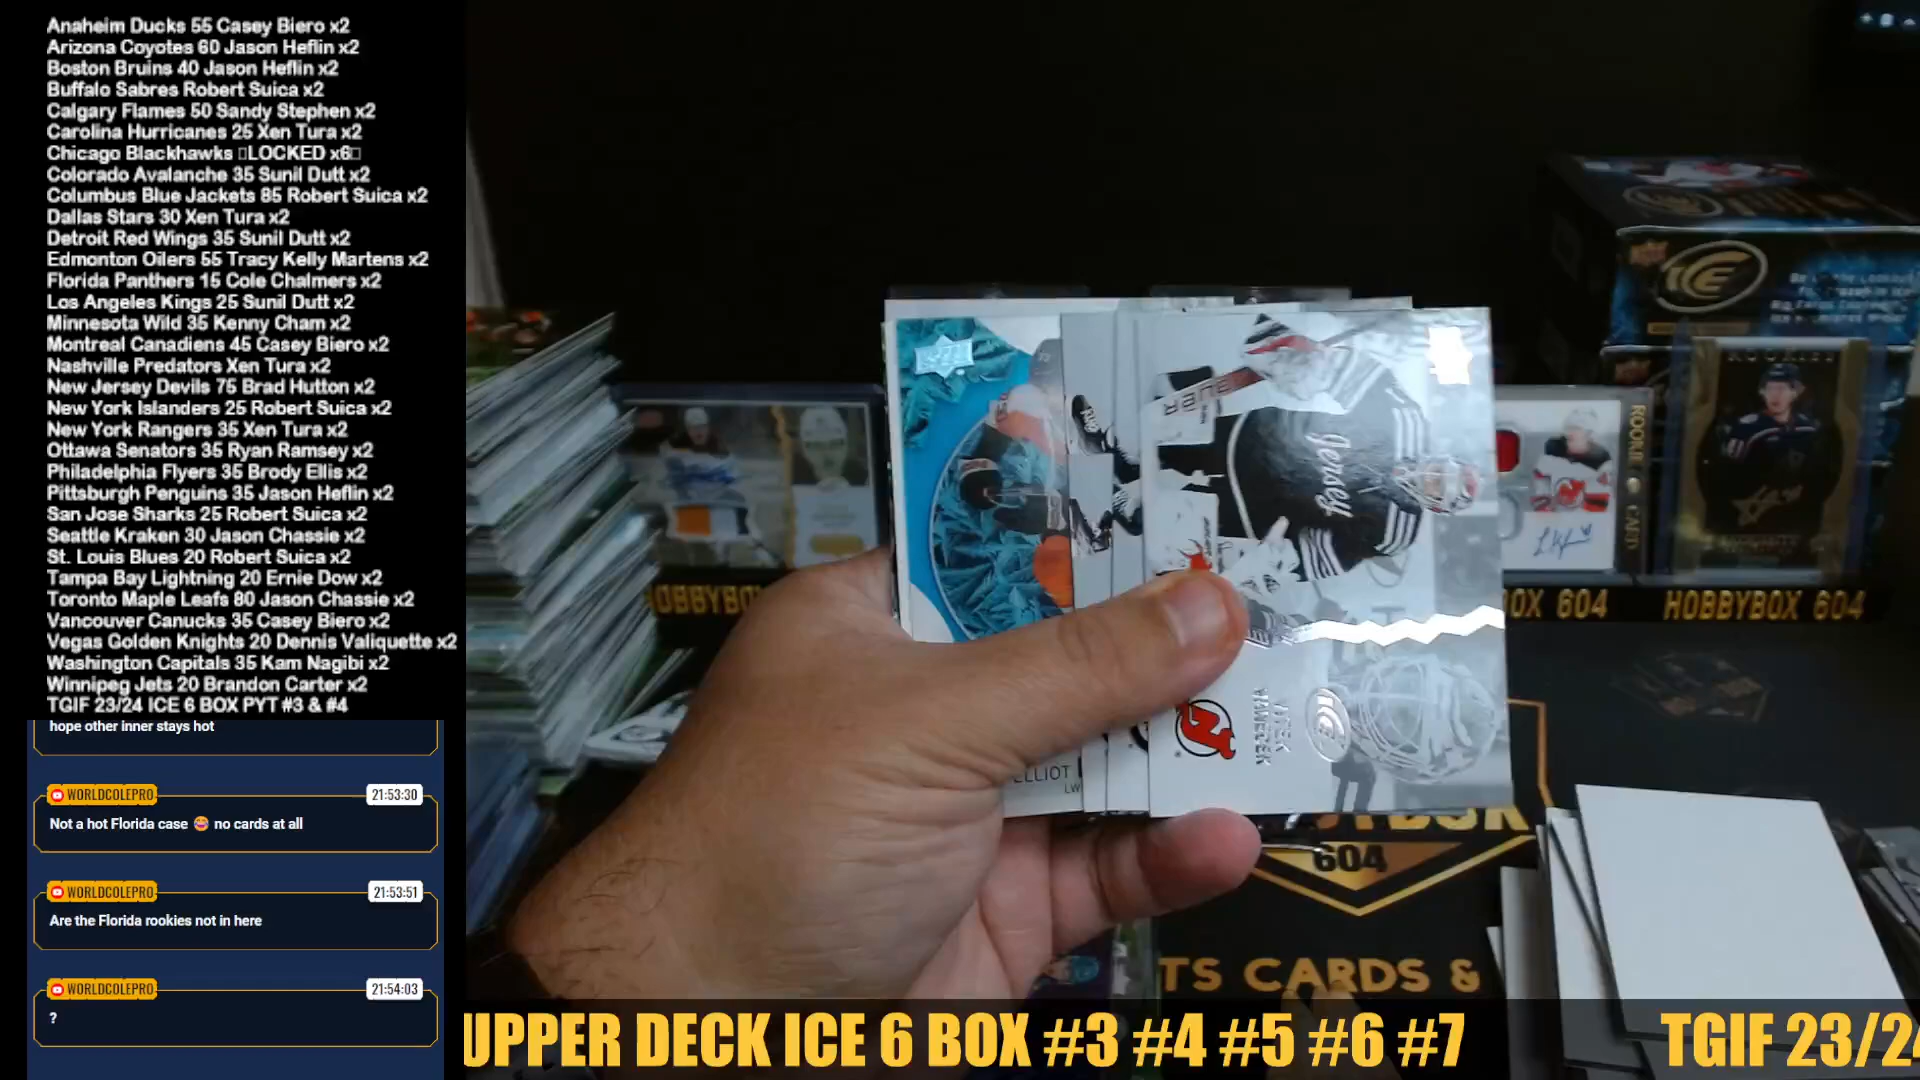 Anaheim Ducks 55 Casey Biero x2
Arizona Coyotes 60 Jason Heflin x2
Boston Bruins 40 Jason Heflin x2
Buffalo Sabres Robert Suica x2
Calgary Flames 50 Sandy Stephen x2
Carolina Hurricanes 25 Xen Tura x2
Chicago Blackhawks LOCKED x6
Colorado Avalanche 35 Sunil Dutt x2
Columbus Blue Jackets 85 Robert Suica x2
Dallas Stars 30 Xen Tura x2
Detroit Red Wings 35 Sunil Dutt x2
Edmonton Oilers 55 Tracy Kelly Martens x2
Florida Panthers 15 Cole Chalmers x2
Los Angeles Kings 25 Sunil Dutt x2
Minnesota Wild 35 Kenny Cham x2
Montreal Canadiens 45 Casey Biero x2
Nashville Predators Xen Tura x2
New Jersey Devils 75 Brad Hutton x2
New York Islanders 25 Robert Suica x2
New York Rangers 35 Xen Tura x2
Ottawa Senators 35 Ryan Ramsey x2
Philadelphia Flyers 35 Brody Ellis x2
Pittsburgh Penguins 35 Jason Heflin x2
San Jose Sharks 25 Robert Suica x2
Seattle Kraken 30 Jason Chassie x2
St. Louis Blues 20 Robert Suica x2
Tampa Bay Lightning 20 Ernie Dow x2
Toronto Maple Leafs 80 Jason Chassie x2
Vancouver Canucks 35 Casey Biero x2
Vegas Golden Knights 20 Dennis Valiquette x2
Washington Capitals 35 Kam Nagibi x2
Winnipeg Jets 20 Brandon Carter x2
TGIF 23/24 ICE 6 BOX PYT #3 & #4
hope other inner stays hot
WORLDCOLEPRO 21:53:30
Not a hot Florida case 😂 no cards at all
WORLDCOLEPRO 21:53:51
Are the Florida rookies not in here
WORLDCOLEPRO 21:54:03
?
ICE
ROOKIE CARD
Jersey
VITEK VANECEK
ICE
ELLIOT
LW
HOBBYBO
OX 604
HOBBYBOX 604
604
TS CARDS &
UPPER DECK ICE 6 BOX #3 #4 #5 #6 #7
TGIF 23/24